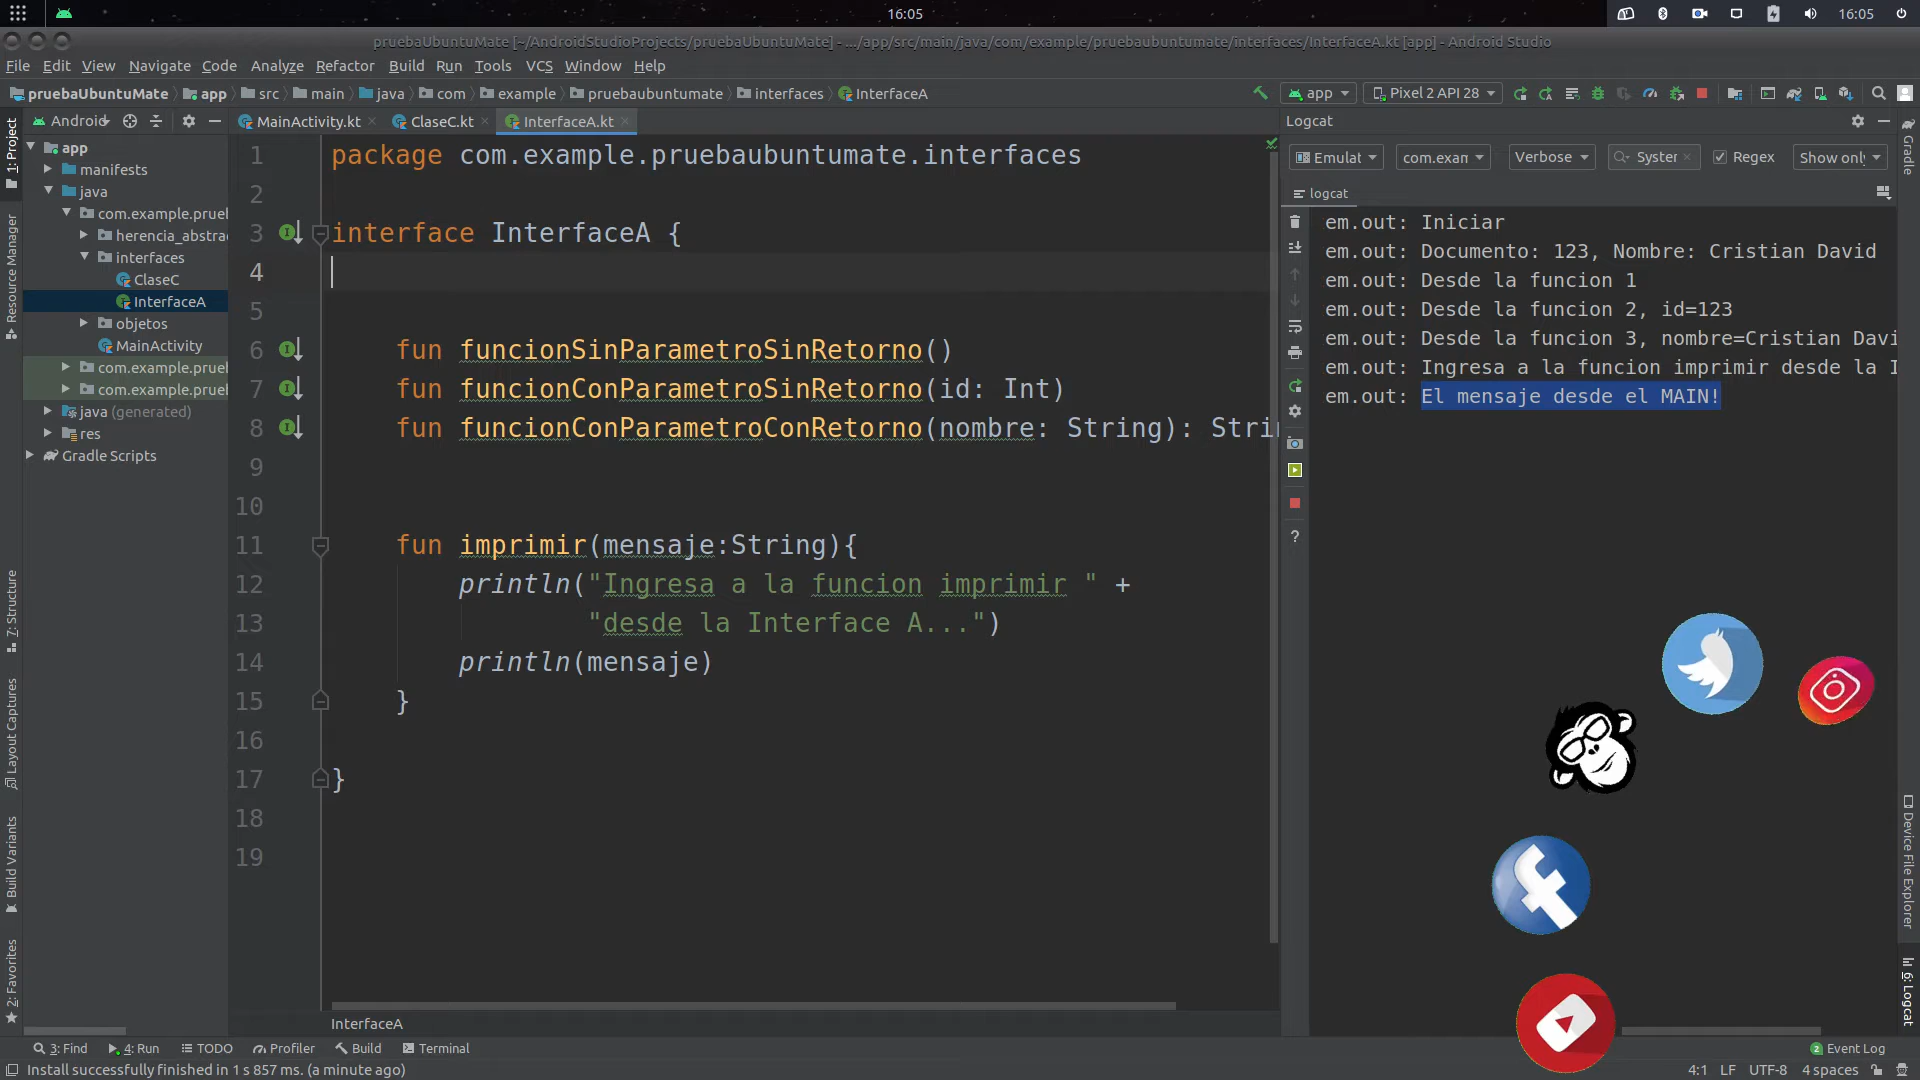 16:05
16:05
pruebaUbuntuMate [~/AndroidStudioProjects/pruebaUbuntuMate] - .../app/src/main/java/com/example/pruebaubuntumate/interfaces/InterfaceA.kt [app] - Android Studio
File Edit View Navigate Code Analyze Refactor Build Run Tools VCS Window Help
pruebaUbuntuMate app src main java com example pruebaubuntumate interfaces InterfaceA
app Pixel 2 API 28
Android
MainActivity.kt ClaseC.kt InterfaceA.kt
app
manifests
java
com.example.pruel
herencia_abstra
interfaces
ClaseC
InterfaceA
objetos
MainActivity
com.example.pruel
com.example.pruel
java (generated)
res
Gradle Scripts
1: Project
Resource Manager
7: Structure
Layout Captures
Build Variants
2: Favorites
1 package com.example.pruebaubuntumate.interfaces
2
3 interface InterfaceA {
4
5
6 fun funcionSinParametroSinRetorno()
7 fun funcionConParametroSinRetorno(id: Int)
8 fun funcionConParametroConRetorno(nombre: String): Strin
9
10
11 fun imprimir(mensaje:String){
12 println("Ingresa a la funcion imprimir " +
13 "desde la Interface A...")
14 println(mensaje)
15 }
16
17 }
18
19
InterfaceA
Logcat
Emulat com.exam Verbose System Regex Show only
logcat
em.out: Iniciar
em.out: Documento: 123, Nombre: Cristian David
em.out: Desde la funcion 1
em.out: Desde la funcion 2, id=123
em.out: Desde la funcion 3, nombre=Cristian Davi
em.out: Ingresa a la funcion imprimir desde la I
em.out: El mensaje desde el MAIN!
Gradle
Device File Explorer
6: Logcat
3: Find 4: Run TODO Profiler Build Terminal
2 Event Log
Install successfully finished in 1 s 857 ms. (a minute ago)
4:1 LF UTF-8 4 spaces